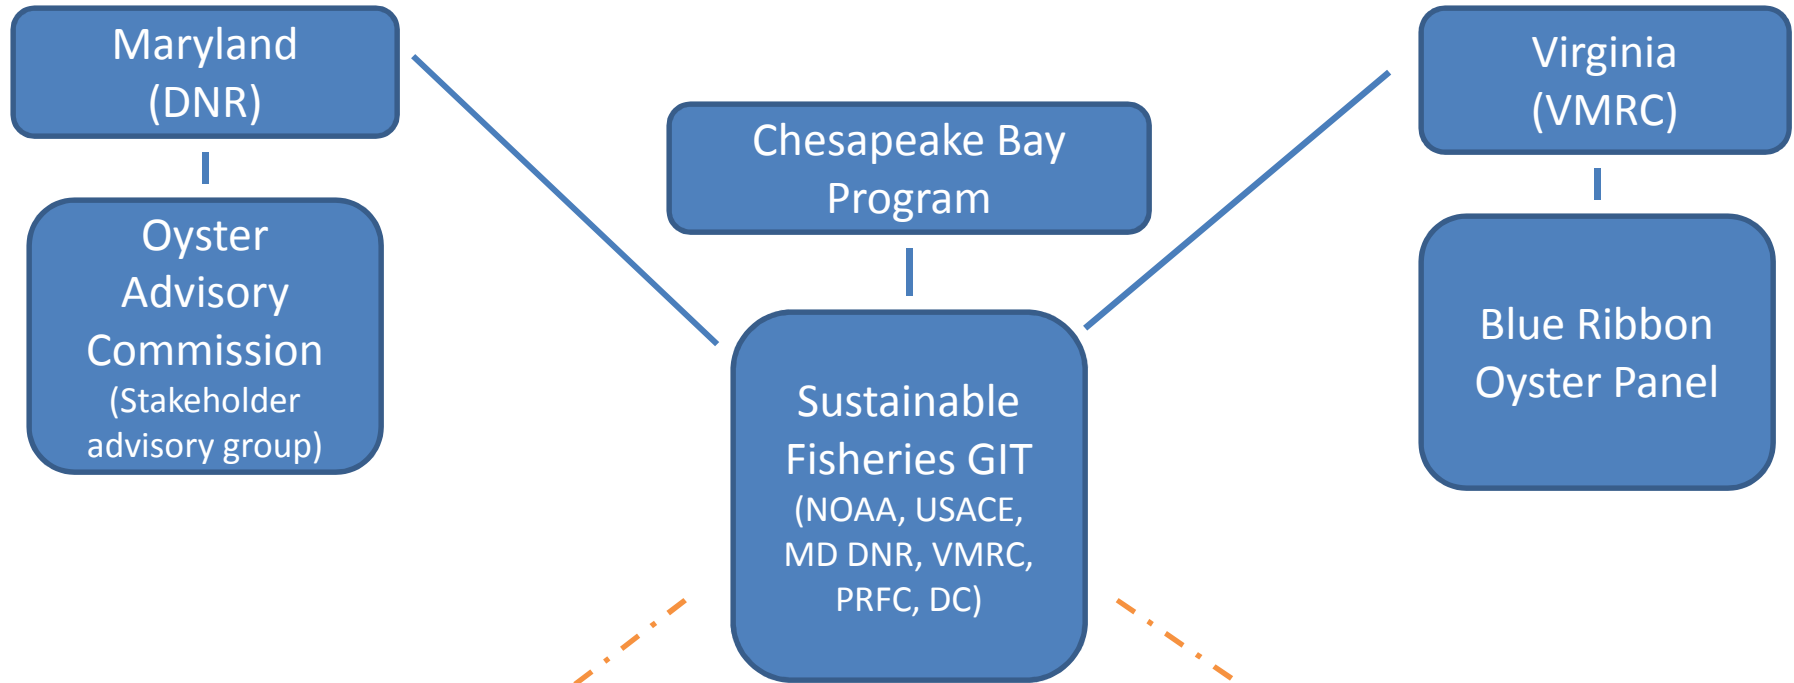 Maryland
(DNR)
Oyster
Advisory
Commission
(Stakeholder
advisory group)
Chesapeake Bay
Program
Sustainable
Fisheries GIT
(NOAA, USACE,
MD DNR, VMRC,
PRFC, DC)
Virginia
(VMRC)
Blue Ribbon
Oyster Panel